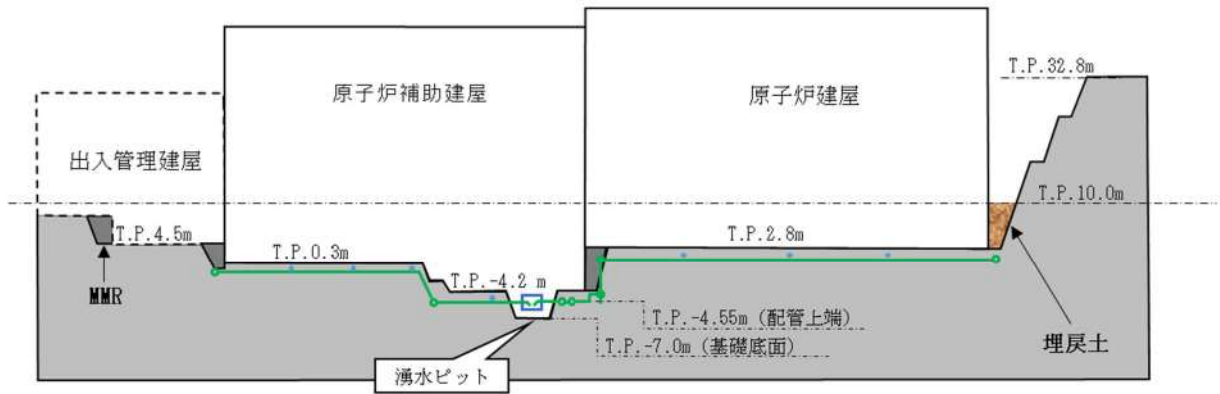 T.P.32.8m
原子炉補助建屋
原子炉建屋
出入管理建屋
T.P.10.0m
T.P.4.5m
T.P.0.3m
T.P.2.8m
T.P.-4.2 m
MMR
T.P.-4.55m (配管上端)
T.P.-7.0m (基礎底面)
埋戻土
湧水ピット